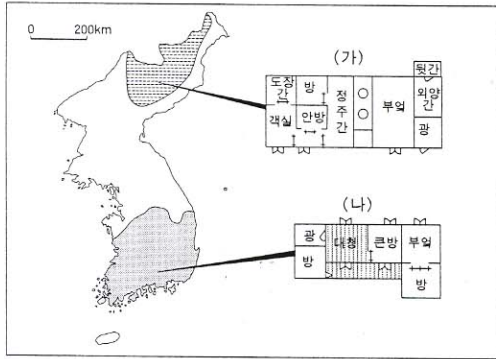 0 200km
(가)
도장간 방 정주간 부엌 뒷간
객실 안방 외양간
광
(나)
광 대청 큰방 부엌
방 방